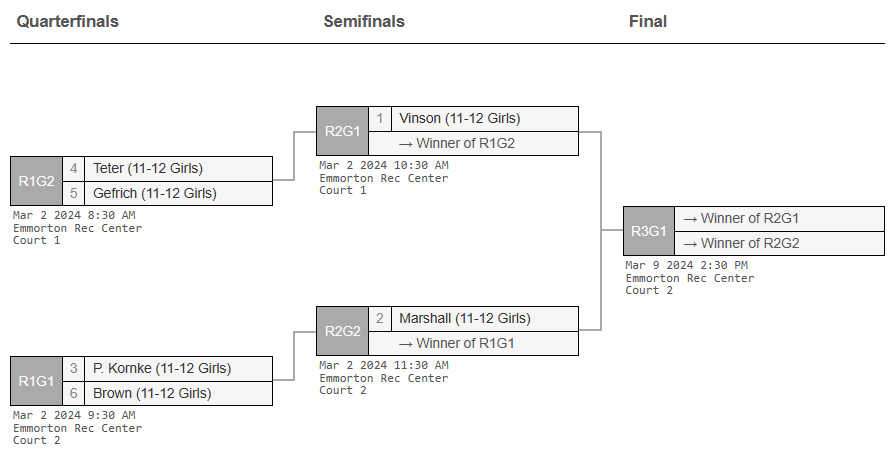 Quarterfinals
Semifinals
Final
R1G2
4 Teter (11-12 Girls)
5 Gefrich (11-12 Girls)
Mar 2 2024 8:30 AM
Emmorton Rec Center
Court 1
R1G1
3 P. Kornke (11-12 Girls)
6 Brown (11-12 Girls)
Mar 2 2024 9:30 AM
Emmorton Rec Center
Court 2
R2G1
1 Vinson (11-12 Girls)
→ Winner of R1G2
Mar 2 2024 10:30 AM
Emmorton Rec Center
Court 1
R2G2
2 Marshall (11-12 Girls)
→ Winner of R1G1
Mar 2 2024 11:30 AM
Emmorton Rec Center
Court 2
R3G1
→ Winner of R2G1
→ Winner of R2G2
Mar 9 2024 2:30 PM
Emmorton Rec Center
Court 2